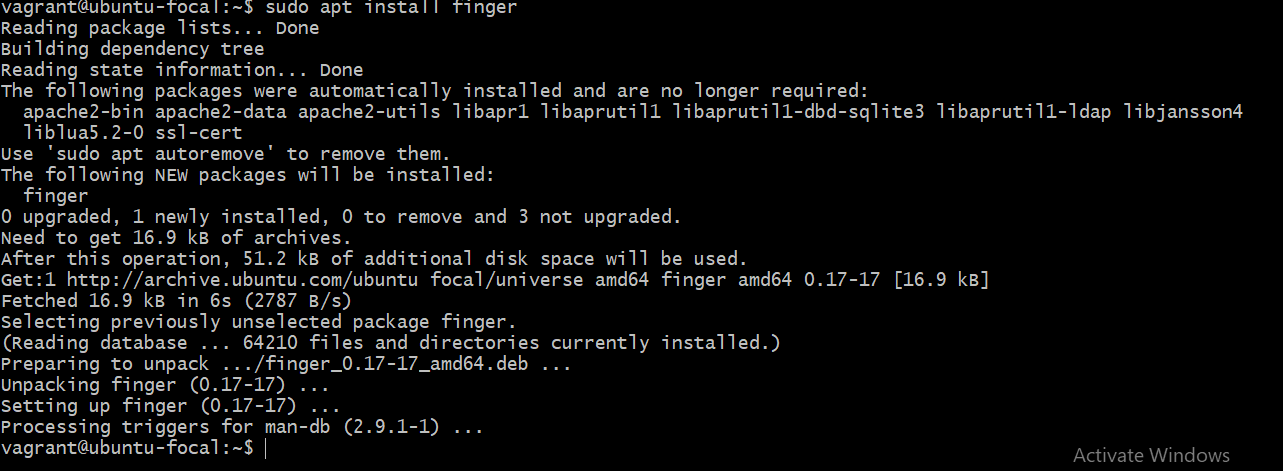 vagrant@ubuntu-focal:~$ sudo apt install finger
Reading package lists... Done
Building dependency tree
Reading state information... Done
The following packages were automatically installed and are no longer required:
  apache2-bin apache2-data apache2-utils libapr1 libaprutil1 libaprutil1-dbd-sqlite3 libaprutil1-ldap libjansson4
  liblua5.2-0 ssl-cert
Use 'sudo apt autoremove' to remove them.
The following NEW packages will be installed:
  finger
0 upgraded, 1 newly installed, 0 to remove and 3 not upgraded.
Need to get 16.9 kB of archives.
After this operation, 51.2 kB of additional disk space will be used.
Get:1 http://archive.ubuntu.com/ubuntu focal/universe amd64 finger amd64 0.17-17 [16.9 kB]
Fetched 16.9 kB in 6s (2787 B/s)
Selecting previously unselected package finger.
(Reading database ... 64210 files and directories currently installed.)
Preparing to unpack .../finger_0.17-17_amd64.deb ...
Unpacking finger (0.17-17) ...
Setting up finger (0.17-17) ...
Processing triggers for man-db (2.9.1-1) ...
vagrant@ubuntu-focal:~$
Activate Windows